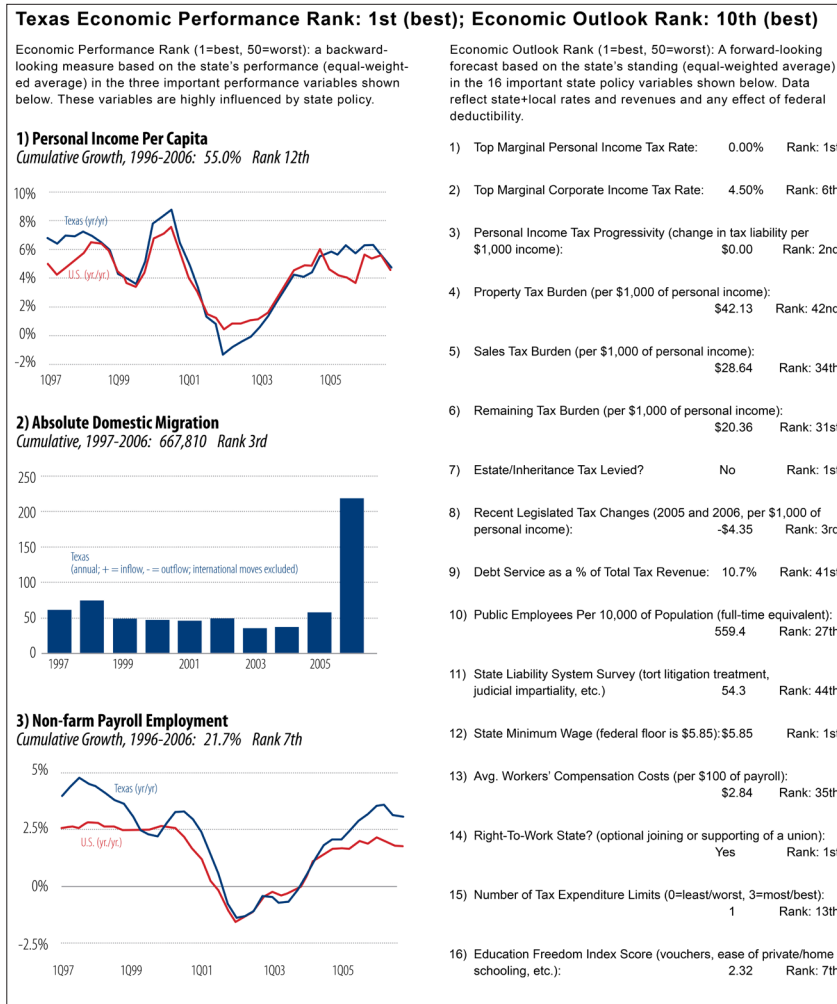 Texas Economic Performance Rank: 1st (best); Economic Outlook Rank: 10th (best)
Economic Performance Rank (1=best, 50=worst): a backward-
looking measure based on the state's performance (equal-weight-
ed average) in the three important performance variables shown
below. These variables are highly influenced by state policy.
1) Personal Income Per Capita
Cumulative Growth, 1996-2006: 55.0% Rank 12th
10%
8%
6%
4%
2%
0%
-2%
Texas (yr/yr)
U.S. (yr./yr.)
1Q97 1Q99 1Q01 1Q03 1Q05
2) Absolute Domestic Migration
Cumulative, 1997-2006: 667,810 Rank 3rd
250
200
150
100
50
0
Texas
(annual; + = inflow, - = outflow; international moves excluded)
1997 1999 2001 2003 2005
3) Non-farm Payroll Employment
Cumulative Growth, 1996-2006: 21.7% Rank 7th
5%
2.5%
0%
-2.5%
Texas (yr/yr)
U.S. (yr./yr.)
1Q97 1Q99 1Q01 1Q03 1Q05
Economic Outlook Rank (1=best, 50=worst): A forward-looking
forecast based on the state's standing (equal-weighted average)
in the 16 important state policy variables shown below. Data
reflect state+local rates and revenues and any effect of federal
deductibility.
1) Top Marginal Personal Income Tax Rate: 0.00% Rank: 1st
2) Top Marginal Corporate Income Tax Rate: 4.50% Rank: 6th
3) Personal Income Tax Progressivity (change in tax liability per
$1,000 income): $0.00 Rank: 2nd
4) Property Tax Burden (per $1,000 of personal income):
$42.13 Rank: 42nd
5) Sales Tax Burden (per $1,000 of personal income):
$28.64 Rank: 34th
6) Remaining Tax Burden (per $1,000 of personal income):
$20.36 Rank: 31st
7) Estate/Inheritance Tax Levied? No Rank: 1st
8) Recent Legislated Tax Changes (2005 and 2006, per $1,000 of
personal income): -$4.35 Rank: 3rd
9) Debt Service as a % of Total Tax Revenue: 10.7% Rank: 41st
10) Public Employees Per 10,000 of Population (full-time equivalent):
559.4 Rank: 27th
11) State Liability System Survey (tort litigation treatment,
judicial impartiality, etc.) 54.3 Rank: 44th
12) State Minimum Wage (federal floor is $5.85): $5.85 Rank: 1st
13) Avg. Workers' Compensation Costs (per $100 of payroll):
$2.84 Rank: 35th
14) Right-To-Work State? (optional joining or supporting of a union):
Yes Rank: 1st
15) Number of Tax Expenditure Limits (0=least/worst, 3=most/best):
1 Rank: 13th
16) Education Freedom Index Score (vouchers, ease of private/home
schooling, etc.): 2.32 Rank: 7th